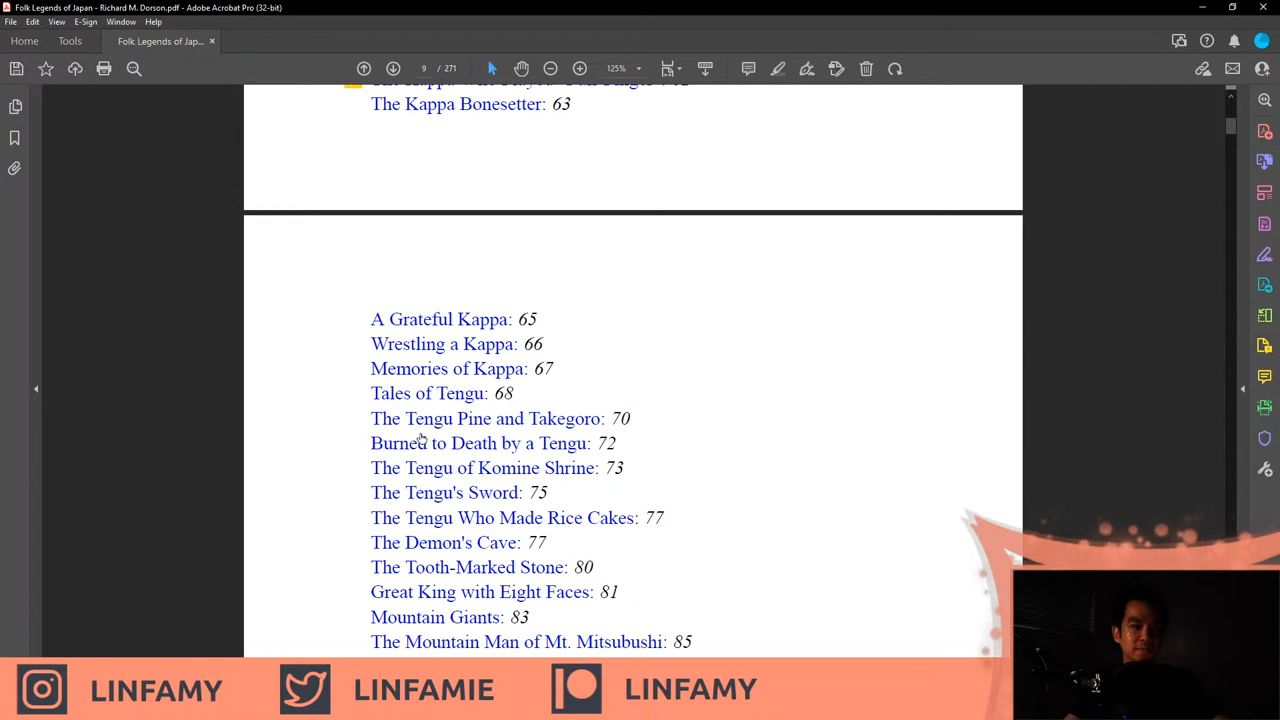 Folk Legends of Japan - Richard M. Dorson.pdf - Adobe Acrobat Pro (32-bit)
File Edit View E-Sign Window Help
Home Tools Folk Legends of Jap... ×
9 / 271 125%
The Kappa Bonesetter: 63
A Grateful Kappa: 65
Wrestling a Kappa: 66
Memories of Kappa: 67
Tales of Tengu: 68
The Tengu Pine and Takegoro: 70
Burned to Death by a Tengu: 72
The Tengu of Komine Shrine: 73
The Tengu's Sword: 75
The Tengu Who Made Rice Cakes: 77
The Demon's Cave: 77
The Tooth-Marked Stone: 80
Great King with Eight Faces: 81
Mountain Giants: 83
The Mountain Man of Mt. Mitsubushi: 85
LINFAMY LINFAMIE LINFAMY